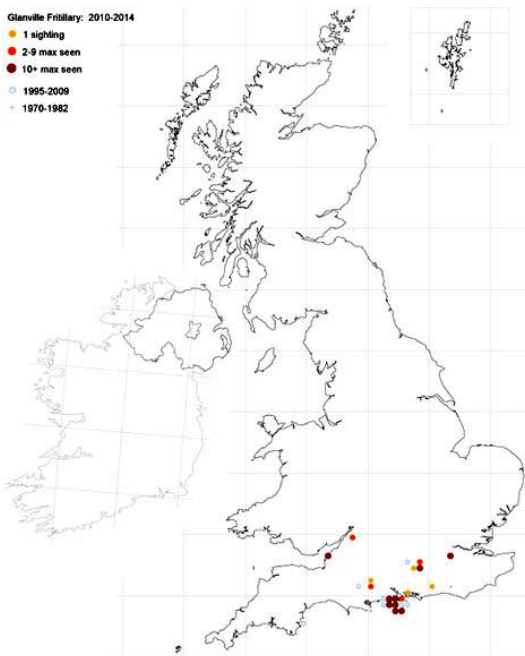 Glanville Fritillary: 2010-2014
1 sighting
2-9 max seen
10+ max seen
1995-2009
1970-1982